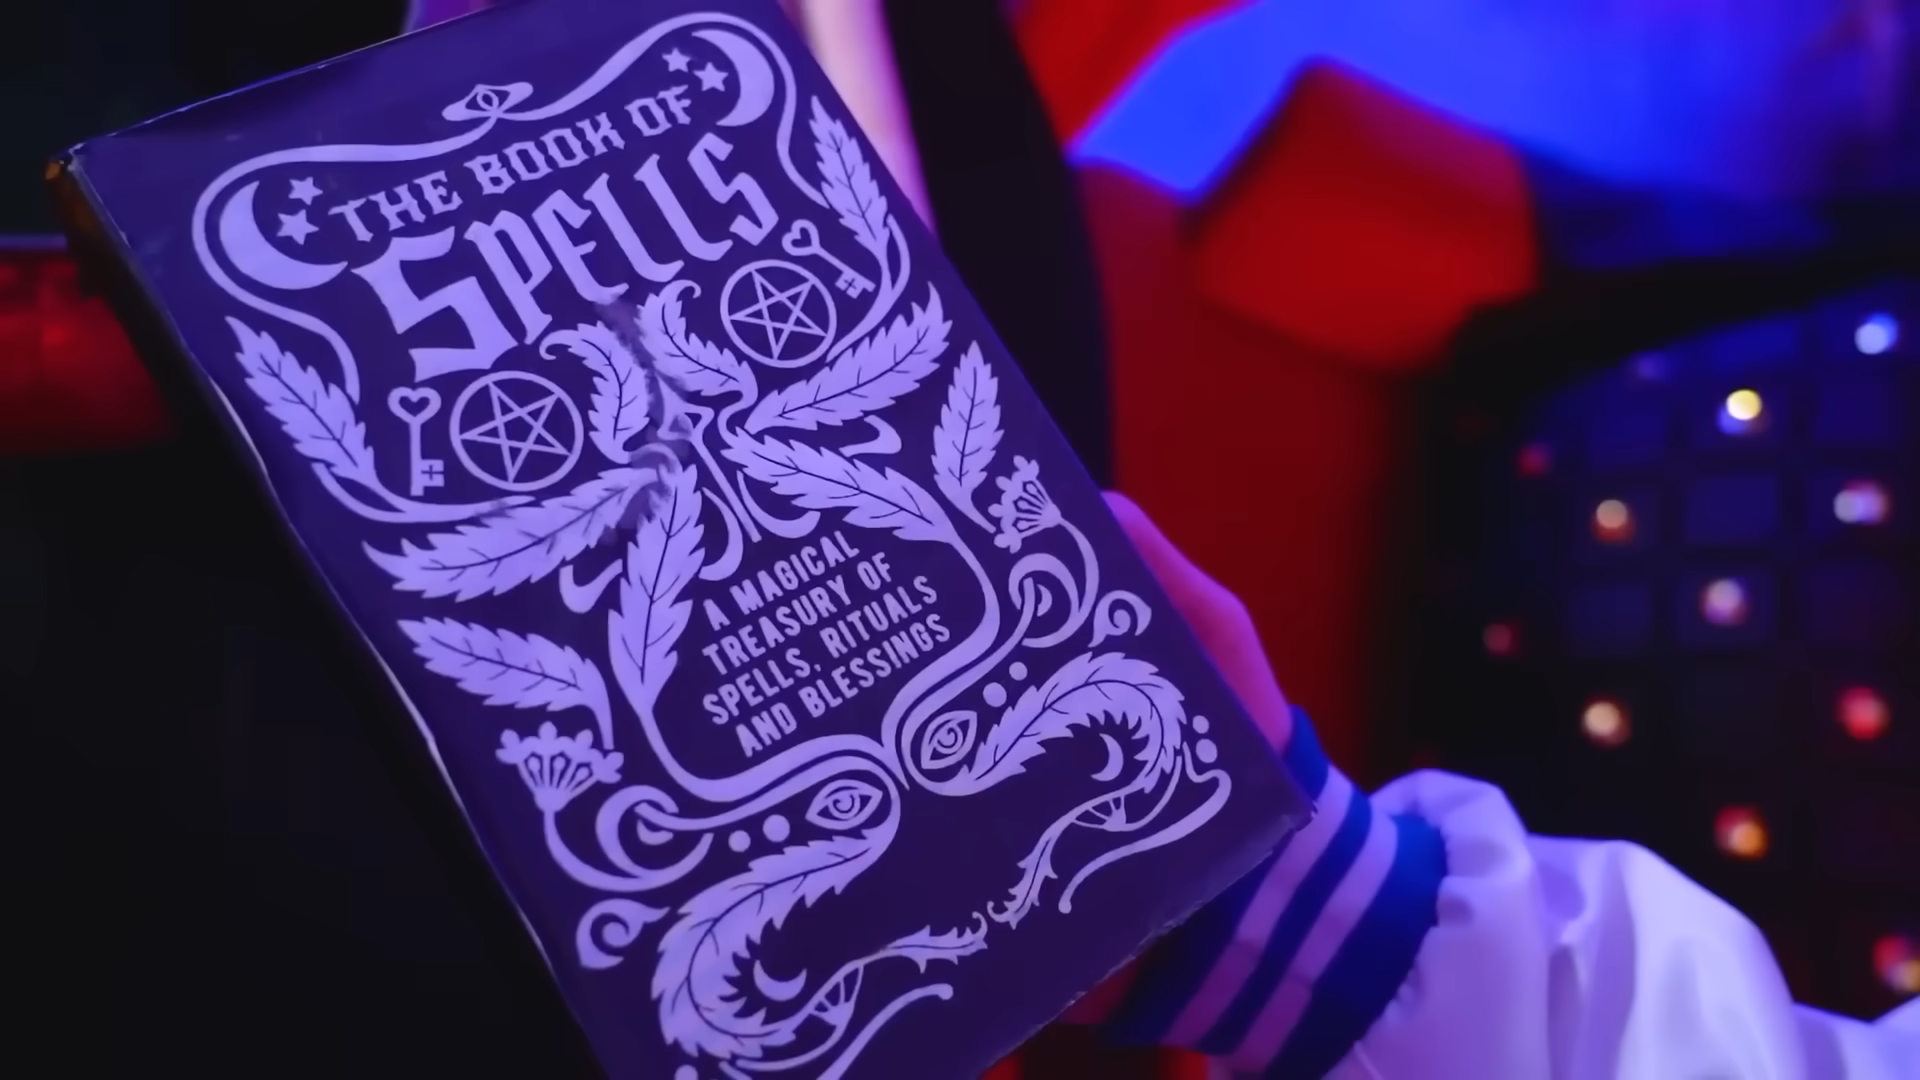 THE BOOK OF
SPELLS
A MAGICAL
TREASURY OF
SPELLS, RITUALS
AND BLESSINGS